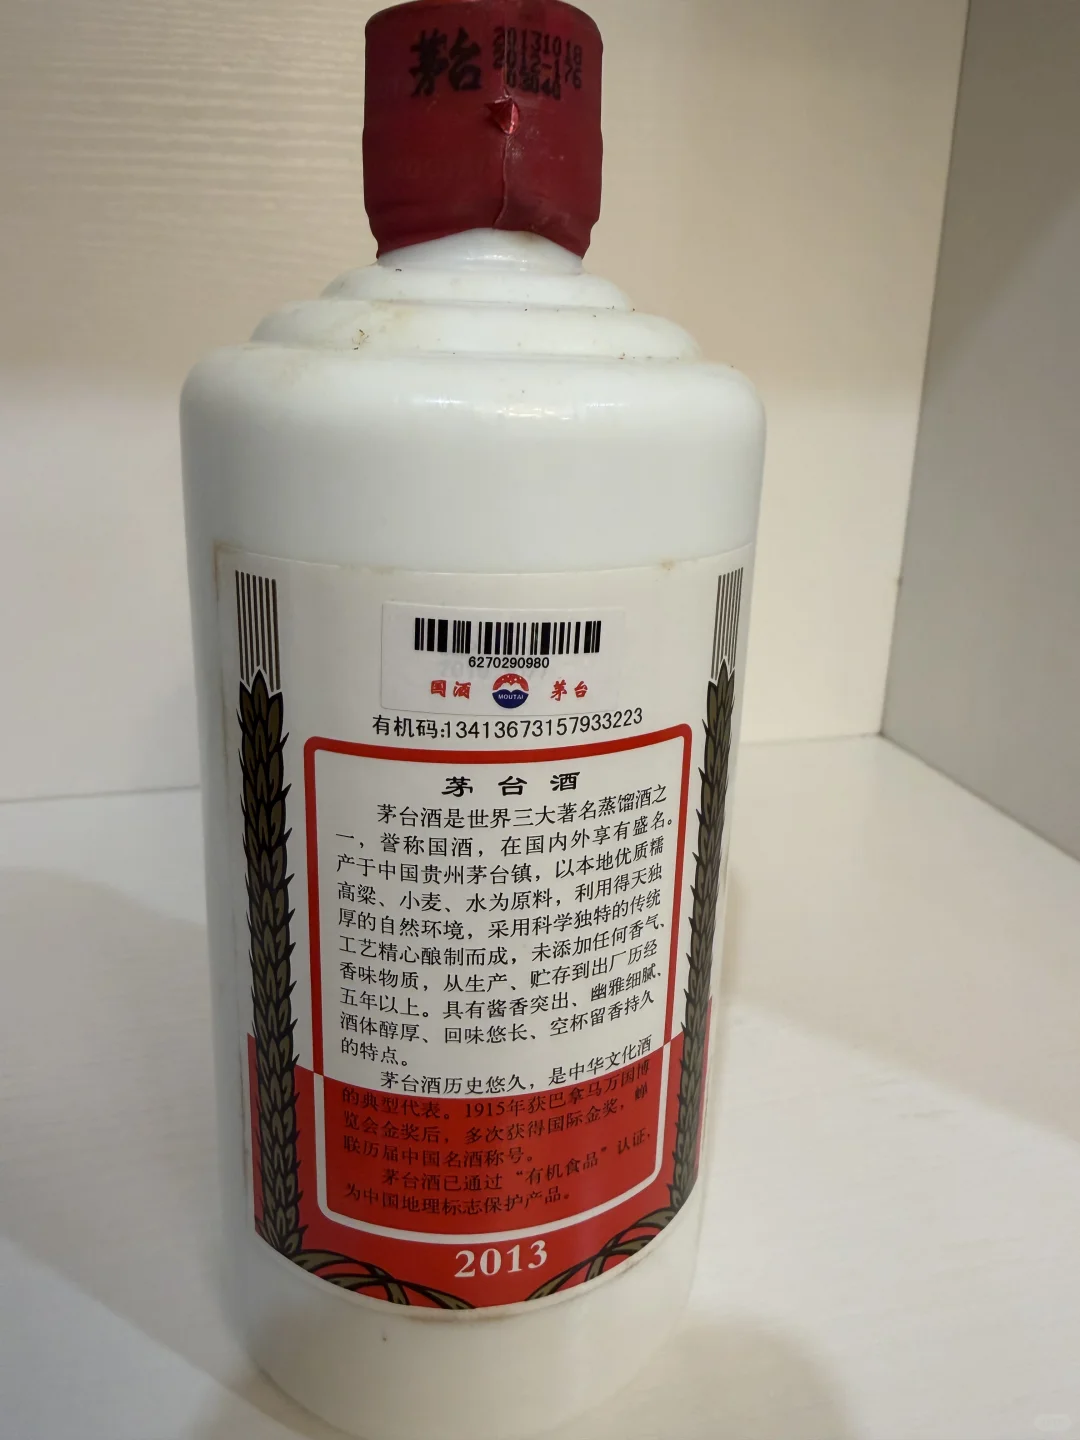 茅台
20131018
2012-176
6270290980
国酒 MOUTAI 茅台
有机码:13413673157933223
茅台酒
茅台酒是世界三大著名蒸馏酒之
一，誉称国酒，在国内外享有盛名。
产于中国贵州茅台镇，以本地优质糯
高粱、小麦、水为原料，利用得天独
厚的自然环境，采用科学独特的传统
工艺精心酿制而成，未添加任何香气、
香味物质，从生产、贮存到出厂历经
五年以上。具有酱香突出、幽雅细腻、
酒体醇厚、回味悠长、空杯留香持久
的特点。
茅台酒历史悠久，是中华文化酒
的典型代表。1915年获巴拿马万国博
览会金奖后，多次获得国际金奖，蝉
联历届中国名酒称号。
茅台酒已通过“有机食品”认证，
为中国地理标志保护产品。
2013